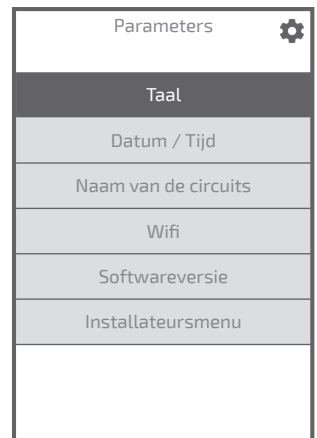 Parameters
Taal
Datum / Tijd
Naam van de circuits
Wifi
Softwareversie
Installateursmenu